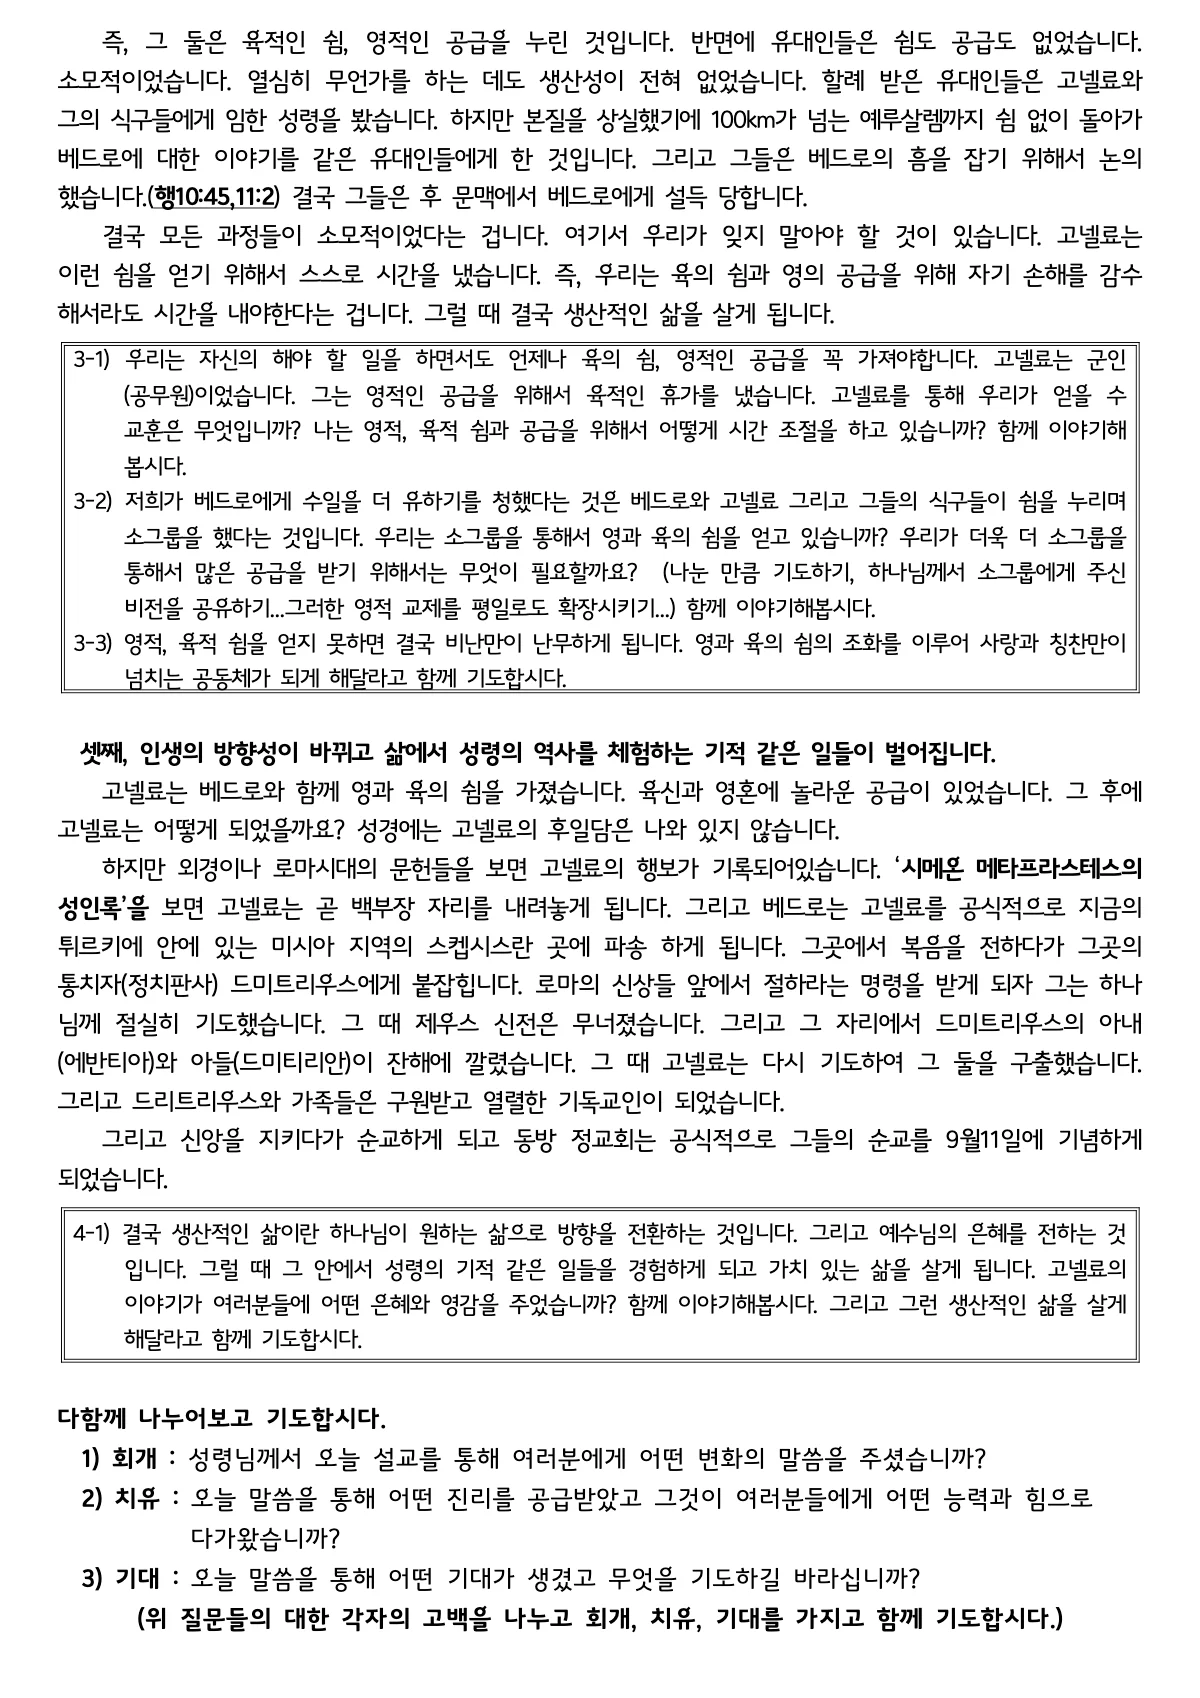 즉, 그 둘은 육적인 쉼, 영적인 공급을 누린 것입니다. 반면에 유대인들은 쉼도 공급도 없었습니다.
소모적이었습니다. 열심히 무언가를 하는 데도 생산성이 전혀 없었습니다. 할례 받은 유대인들은 고넬료와
그의 식구들에게 임한 성령을 봤습니다. 하지만 본질을 상실했기에 100km가 넘는 예루살렘까지 쉼 없이 돌아가
베드로에 대한 이야기를 같은 유대인들에게 한 것입니다. 그리고 그들은 베드로의 흠을 잡기 위해서 논의
했습니다.(행10:45,11:2) 결국 그들은 후 문맥에서 베드로에게 설득 당합니다.
결국 모든 과정들이 소모적이었다는 겁니다. 여기서 우리가 잊지 말아야 할 것이 있습니다. 고넬료는
이런 쉼을 얻기 위해서 스스로 시간을 냈습니다. 즉, 우리는 육의 쉼과 영의 공급을 위해 자기 손해를 감수
해서라도 시간을 내야한다는 겁니다. 그럴 때 결국 생산적인 삶을 살게 됩니다.
3-1) 우리는 자신의 해야 할 일을 하면서도 언제나 육의 쉼, 영적인 공급을 꼭 가져야합니다. 고넬료는 군인
(공무원)이었습니다. 그는 영적인 공급을 위해서 육적인 휴가를 냈습니다. 고넬료를 통해 우리가 얻을 수
교훈은 무엇입니까? 나는 영적, 육적 쉼과 공급을 위해서 어떻게 시간 조절을 하고 있습니까? 함께 이야기해
봅시다.
3-2) 저희가 베드로에게 수일을 더 유하기를 청했다는 것은 베드로와 고넬료 그리고 그들의 식구들이 쉼을 누리며
소그룹을 했다는 것입니다. 우리는 소그룹을 통해서 영과 육의 쉼을 얻고 있습니까? 우리가 더욱 더 소그룹을
통해서 많은 공급을 받기 위해서는 무엇이 필요할까요? (나눈 만큼 기도하기, 하나님께서 소그룹에게 주신
비전을 공유하기...그러한 영적 교제를 평일로도 확장시키기...) 함께 이야기해봅시다.
3-3) 영적, 육적 쉼을 얻지 못하면 결국 비난만이 난무하게 됩니다. 영과 육의 쉼의 조화를 이루어 사랑과 칭찬만이
넘치는 공동체가 되게 해달라고 함께 기도합시다.
셋째, 인생의 방향성이 바뀌고 삶에서 성령의 역사를 체험하는 기적 같은 일들이 벌어집니다.
고넬료는 베드로와 함께 영과 육의 쉼을 가졌습니다. 육신과 영혼에 놀라운 공급이 있었습니다. 그 후에
고넬료는 어떻게 되었을까요? 성경에는 고넬료의 후일담은 나와 있지 않습니다.
하지만 외경이나 로마시대의 문헌들을 보면 고넬료의 행보가 기록되어있습니다. ‘시메온 메타프라스테스의
성인록’을 보면 고넬료는 곧 백부장 자리를 내려놓게 됩니다. 그리고 베드로는 고넬료를 공식적으로 지금의
튀르키에 안에 있는 미시아 지역의 스켑시스란 곳에 파송 하게 됩니다. 그곳에서 복음을 전하다가 그곳의
통치자(정치판사) 드미트리우스에게 붙잡힙니다. 로마의 신상들 앞에서 절하라는 명령을 받게 되자 그는 하나
님께 절실히 기도했습니다. 그 때 제우스 신전은 무너졌습니다. 그리고 그 자리에서 드미트리우스의 아내
(에반티아)와 아들(드미티리안)이 잔해에 깔렸습니다. 그 때 고넬료는 다시 기도하여 그 둘을 구출했습니다.
그리고 드리트리우스와 가족들은 구원받고 열렬한 기독교인이 되었습니다.
그리고 신앙을 지키다가 순교하게 되고 동방 정교회는 공식적으로 그들의 순교를 9월11일에 기념하게
되었습니다.
4-1) 결국 생산적인 삶이란 하나님이 원하는 삶으로 방향을 전환하는 것입니다. 그리고 예수님의 은혜를 전하는 것
입니다. 그럴 때 그 안에서 성령의 기적 같은 일들을 경험하게 되고 가치 있는 삶을 살게 됩니다. 고넬료의
이야기가 여러분들에 어떤 은혜와 영감을 주었습니까? 함께 이야기해봅시다. 그리고 그런 생산적인 삶을 살게
해달라고 함께 기도합시다.
다함께 나누어보고 기도합시다.
1) 회개 : 성령님께서 오늘 설교를 통해 여러분에게 어떤 변화의 말씀을 주셨습니까?
2) 치유 : 오늘 말씀을 통해 어떤 진리를 공급받았고 그것이 여러분들에게 어떤 능력과 힘으로
다가왔습니까?
3) 기대 : 오늘 말씀을 통해 어떤 기대가 생겼고 무엇을 기도하길 바라십니까?
(위 질문들의 대한 각자의 고백을 나누고 회개, 치유, 기대를 가지고 함께 기도합시다.)